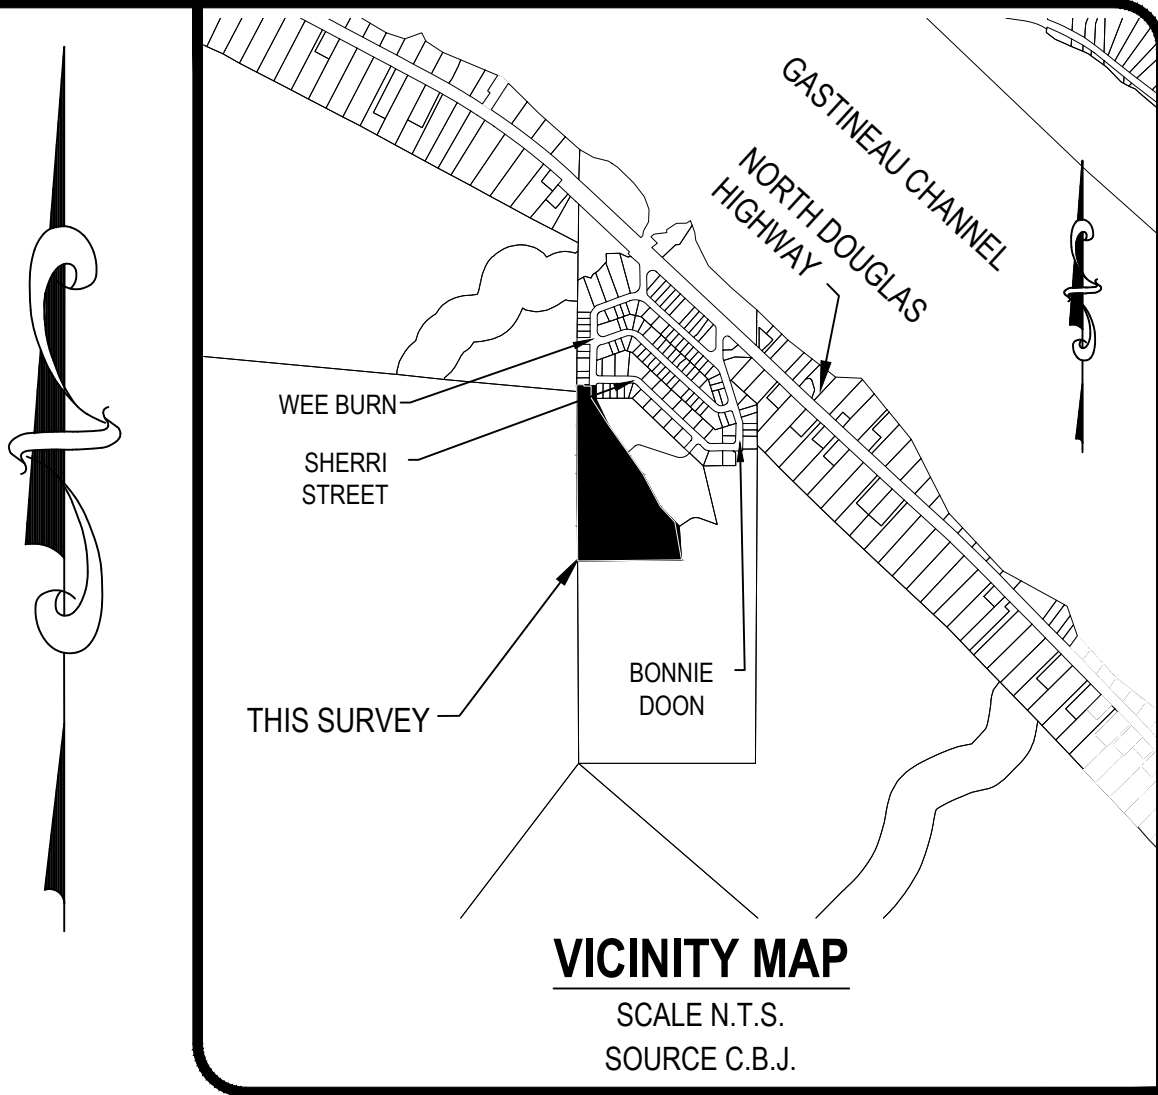 GASTINEAU CHANNEL
NORTH DOUGLAS
HIGHWAY
WEE BURN
SHERRI
STREET
THIS SURVEY
BONNIE
DOON
VICINITY MAP
SCALE N.T.S.
SOURCE C.B.J.